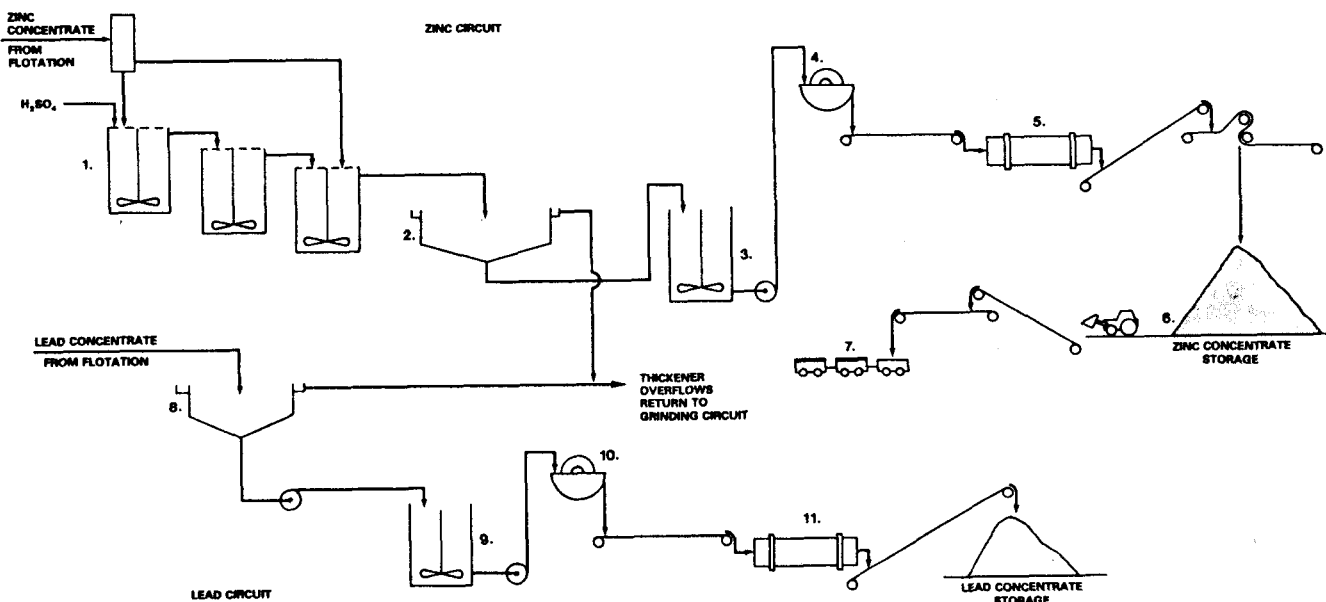 ZINC
CONCENTRATE
FROM
FLOTATION
ZINC CIRCUIT
H₂SO₄
1.
2.
3.
4.
5.
6.
ZINC CONCENTRATE
STORAGE
7.
LEAD CONCENTRATE
FROM FLOTATION
8.
THICKENER
OVERFLOWS
RETURN TO
GRINDING CIRCUIT
9.
10.
11.
LEAD CONCENTRATE
STORAGE
LEAD CIRCUIT